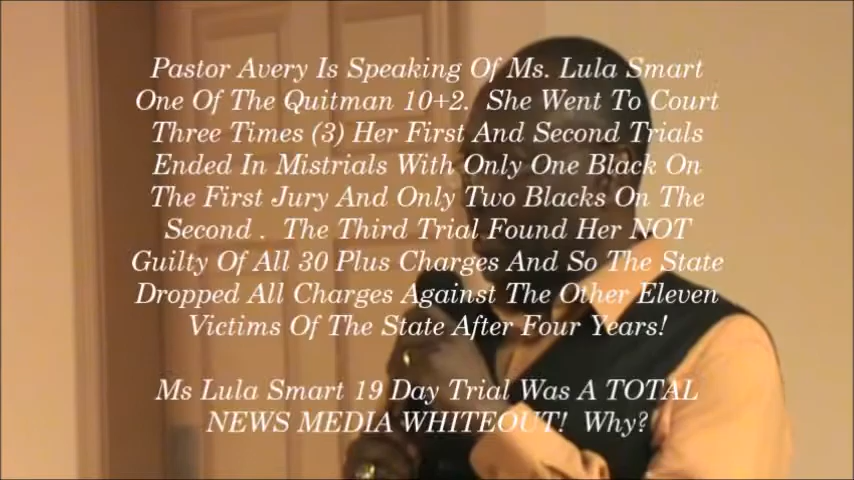 Pastor Avery Is Speaking Of Ms. Lula Smart
One Of The Quitman 10+2. She Went To Court
Three Times (3) Her First And Second Trials
Ended In Mistrials With Only One Black On
The First Jury And Only Two Blacks On The
Second . The Third Trial Found Her NOT
Guilty Of All 30 Plus Charges And So The State
Dropped All Charges Against The Other Eleven
Victims Of The State After Four Years!
Ms Lula Smart 19 Day Trial Was A TOTAL
NEWS MEDIA WHITEOUT! Why?